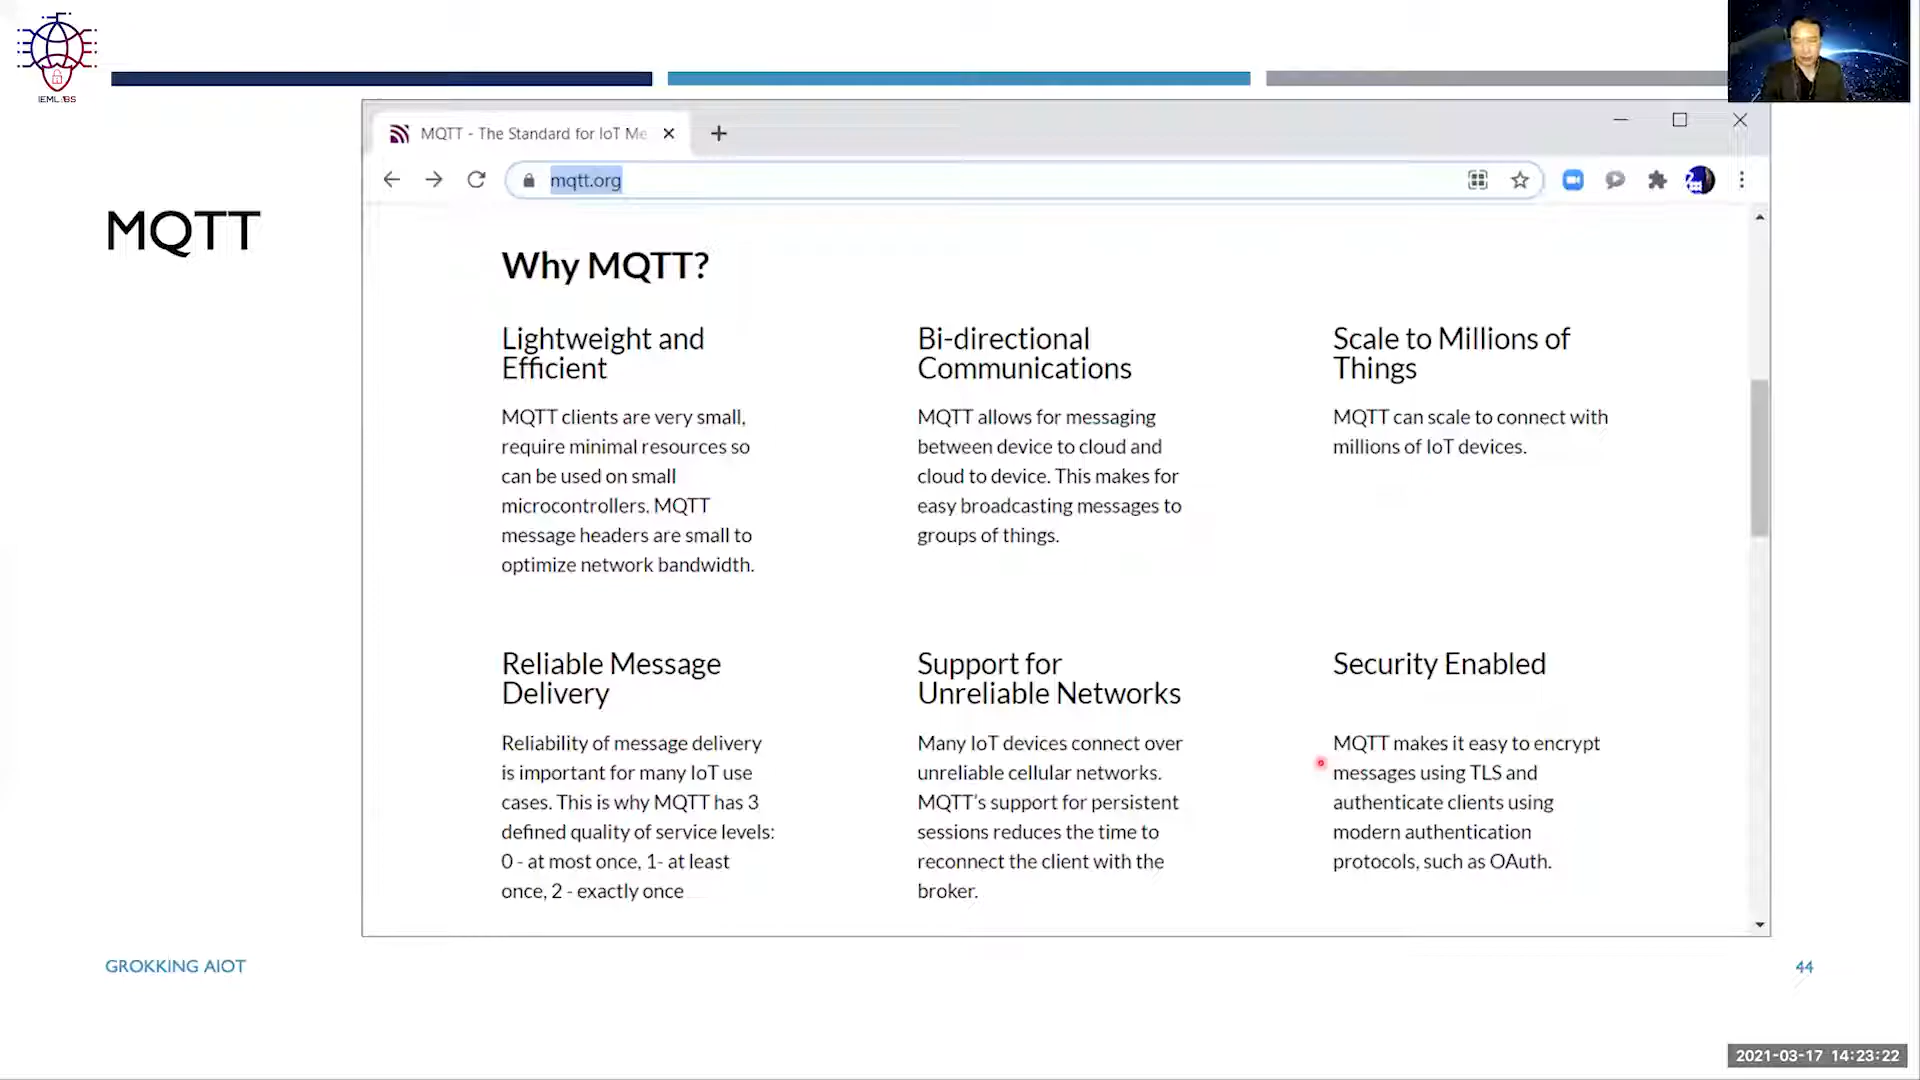 IEMLABS
MQTT - The Standard for IoT Me
mqtt.org
MQTT
Why MQTT?
Lightweight and
Efficient
MQTT clients are very small,
require minimal resources so
can be used on small
microcontrollers. MQTT
message headers are small to
optimize network bandwidth.
Bi-directional
Communications
MQTT allows for messaging
between device to cloud and
cloud to device. This makes for
easy broadcasting messages to
groups of things.
Scale to Millions of
Things
MQTT can scale to connect with
millions of IoT devices.
Reliable Message
Delivery
Reliability of message delivery
is important for many IoT use
cases. This is why MQTT has 3
defined quality of service levels:
0 - at most once, 1- at least
once, 2 - exactly once
Support for
Unreliable Networks
Many IoT devices connect over
unreliable cellular networks.
MQTT's support for persistent
sessions reduces the time to
reconnect the client with the
broker.
Security Enabled
MQTT makes it easy to encrypt
messages using TLS and
authenticate clients using
modern authentication
protocols, such as OAuth.
GROKKING AIOT
44
2021-03-17 14:23:22